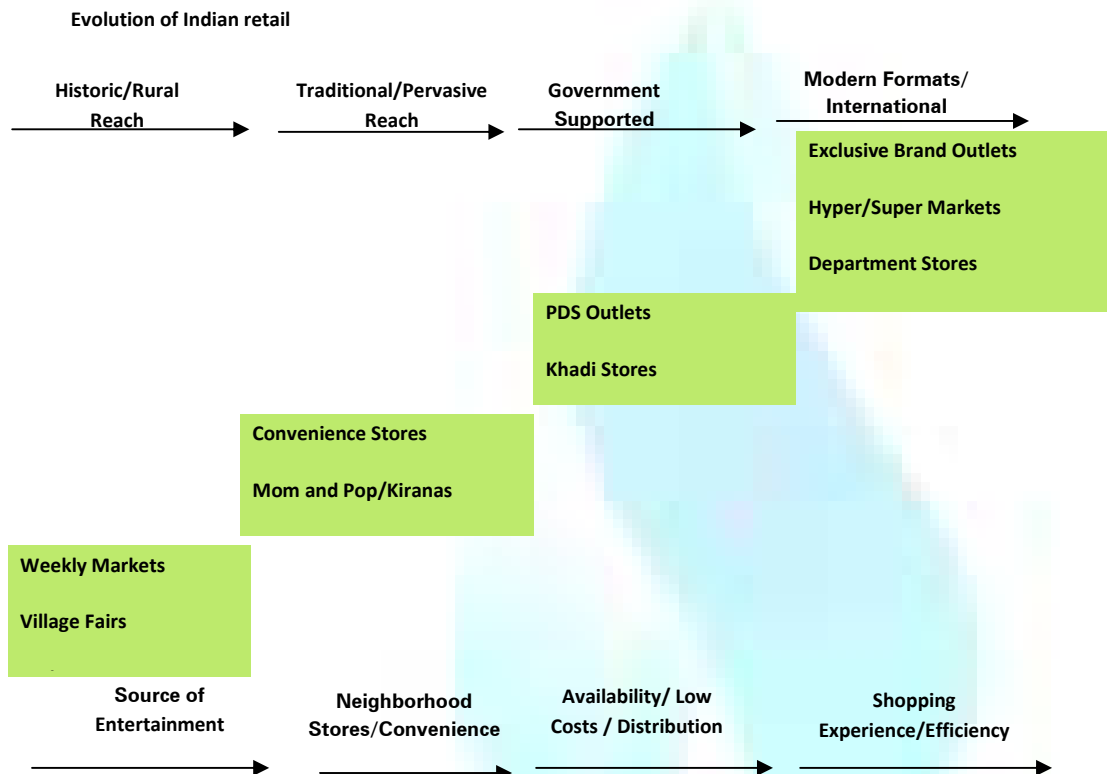 Evolution of Indian retail
Historic/Rural
Reach
Traditional/Pervasive
Reach
Government
Supported
Modern Formats/
International
Exclusive Brand Outlets
Hyper/Super Markets
Department Stores
PDS Outlets
Khadi Stores
Convenience Stores
Mom and Pop/Kiranas
Weekly Markets
Village Fairs
Source of
Entertainment
Neighborhood
Stores/Convenience
Availability/ Low
Costs / Distribution
Shopping
Experience/Efficiency